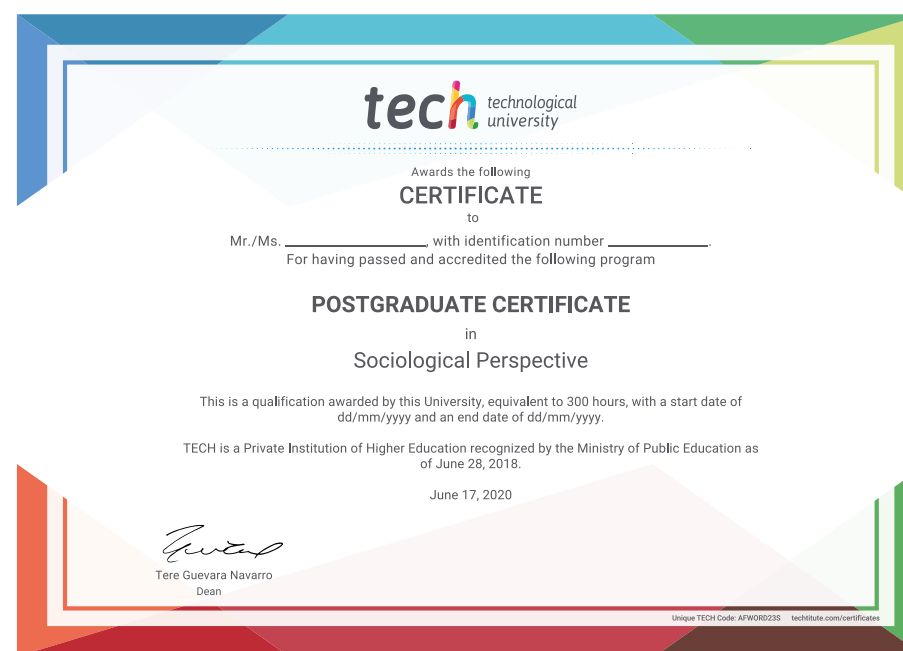 tech technological
university
Awards the following
CERTIFICATE
to
Mr./Ms. ________________, with identification number ____________.
For having passed and accredited the following program
POSTGRADUATE CERTIFICATE
in
Sociological Perspective
This is a qualification awarded by this University, equivalent to 300 hours, with a start date of
dd/mm/yyyy and an end date of dd/mm/yyyy.
TECH is a Private Institution of Higher Education recognized by the Ministry of Public Education as
of June 28, 2018.
June 17, 2020
Tere Guevara Navarro
Dean
Unique TECH Code: AFWORD23S techtitute.com/certificates